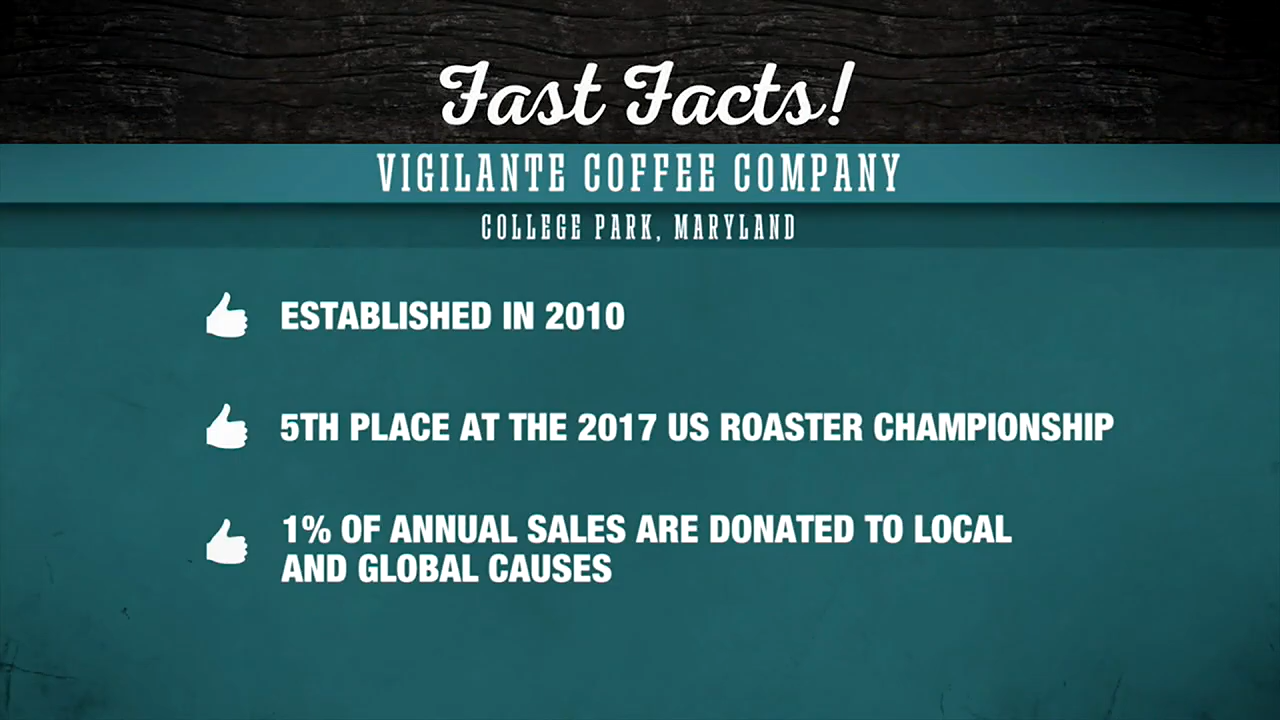 Fast Facts!
VIGILANTE COFFEE COMPANY
COLLEGE PARK, MARYLAND
ESTABLISHED IN 2010
5TH PLACE AT THE 2017 US ROASTER CHAMPIONSHIP
1% OF ANNUAL SALES ARE DONATED TO LOCAL
AND GLOBAL CAUSES